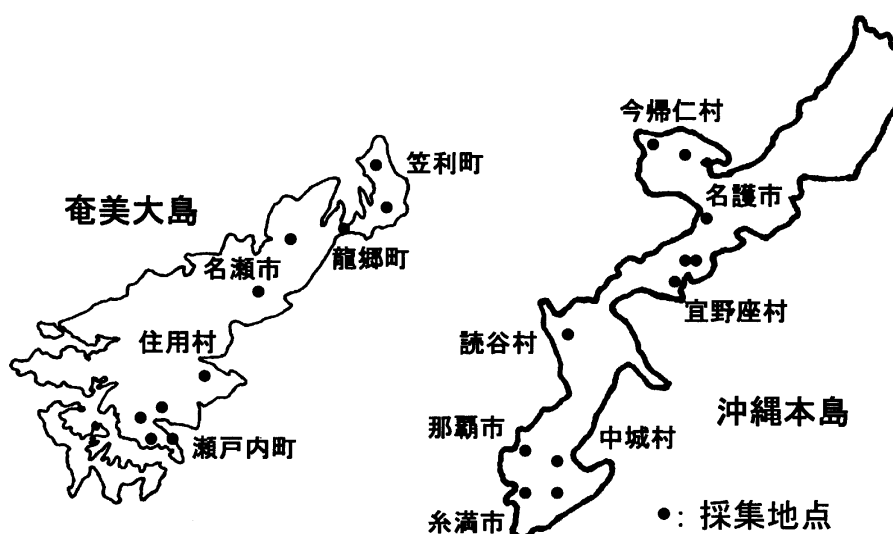 奄美大島
笠利町
龍郷町
名瀬市
住用村
瀬戸内町
今帰仁村
名護市
宜野座村
読谷村
沖縄本島
那覇市
中城村
糸満市
●：採集地点